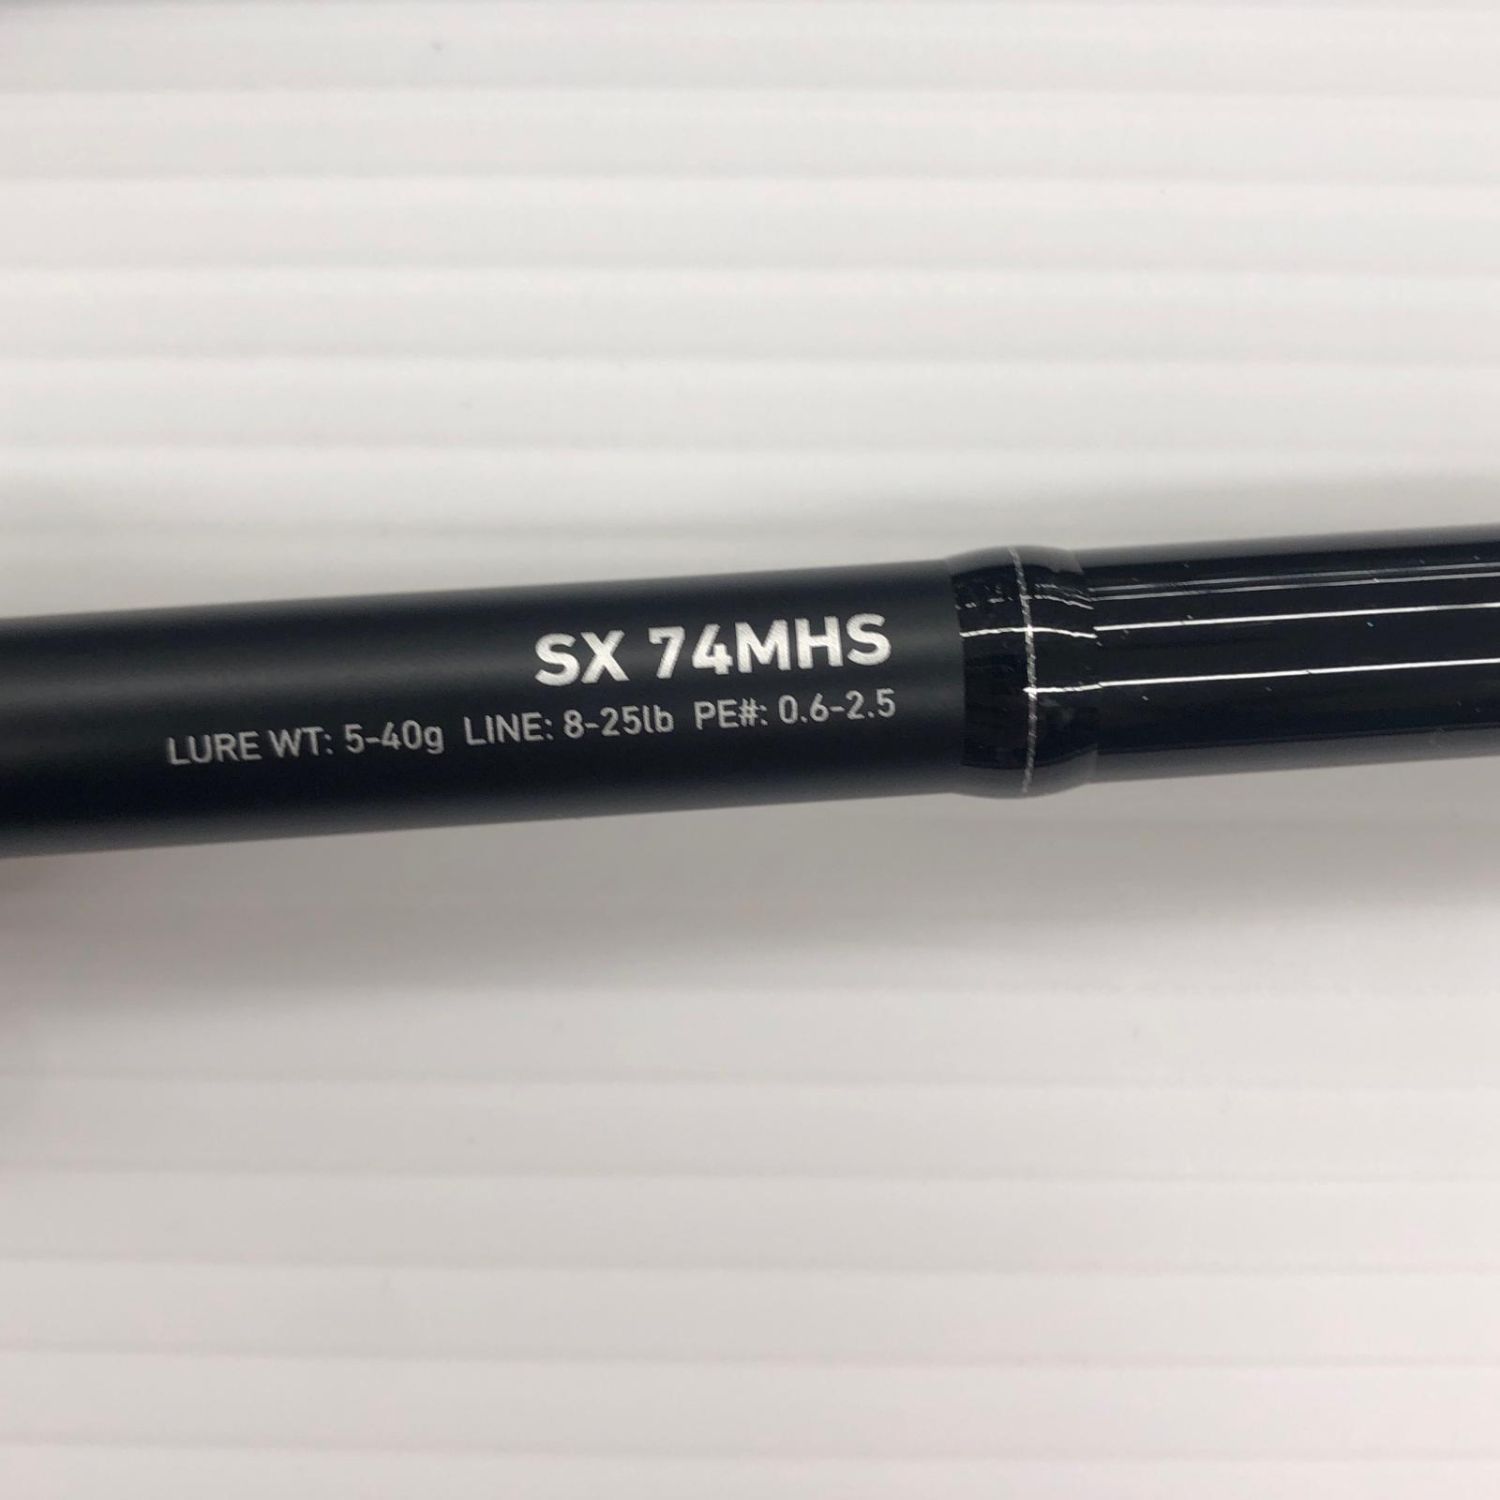 SX 74MHS
LURE WT: 5-40g LINE: 8-25lb PE#: 0.6-2.5